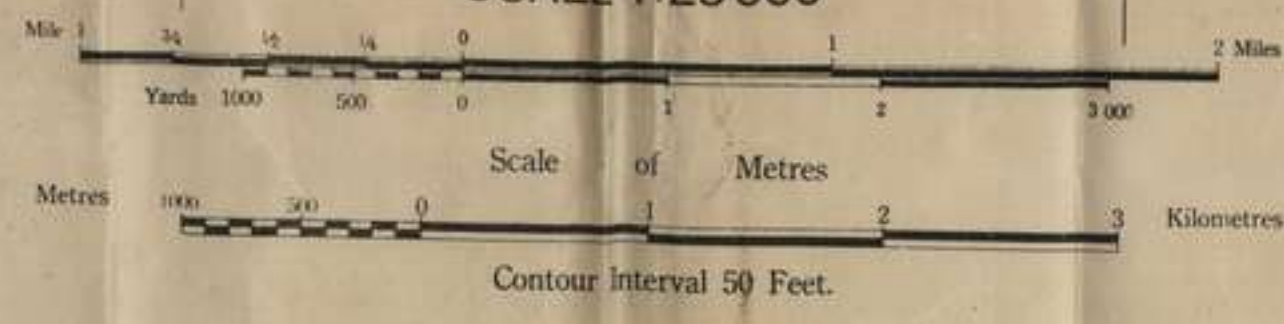 Mile 1 ¾ ½ ¼ 0 1 2 Miles
Yards 1000 500 0 1 2 3 000
Scale of Metres
Metres 1000 500 0 1 2 3 Kilometres
Contour Interval 50 Feet.